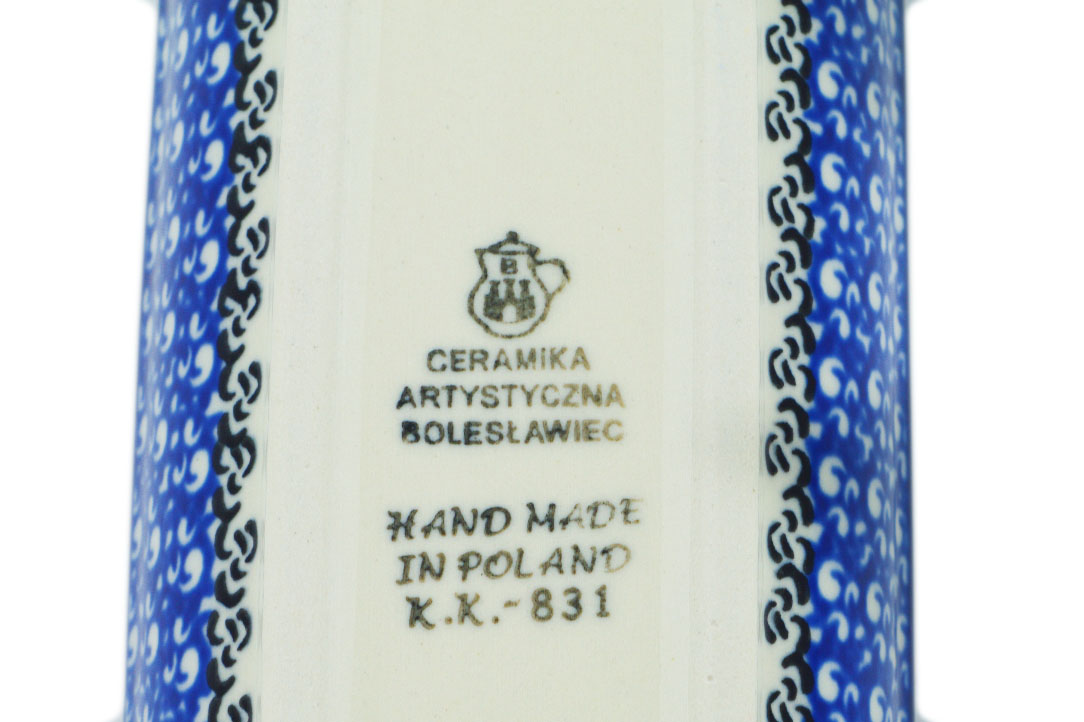 B
CERAMiKA
ARTYSTYCZNA
BOLESŁAWIEC
HAND MADE
IN POLAND
K.K.-831